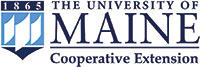 1865
THE UNIVERSITY OF
MAINE
Cooperative Extension